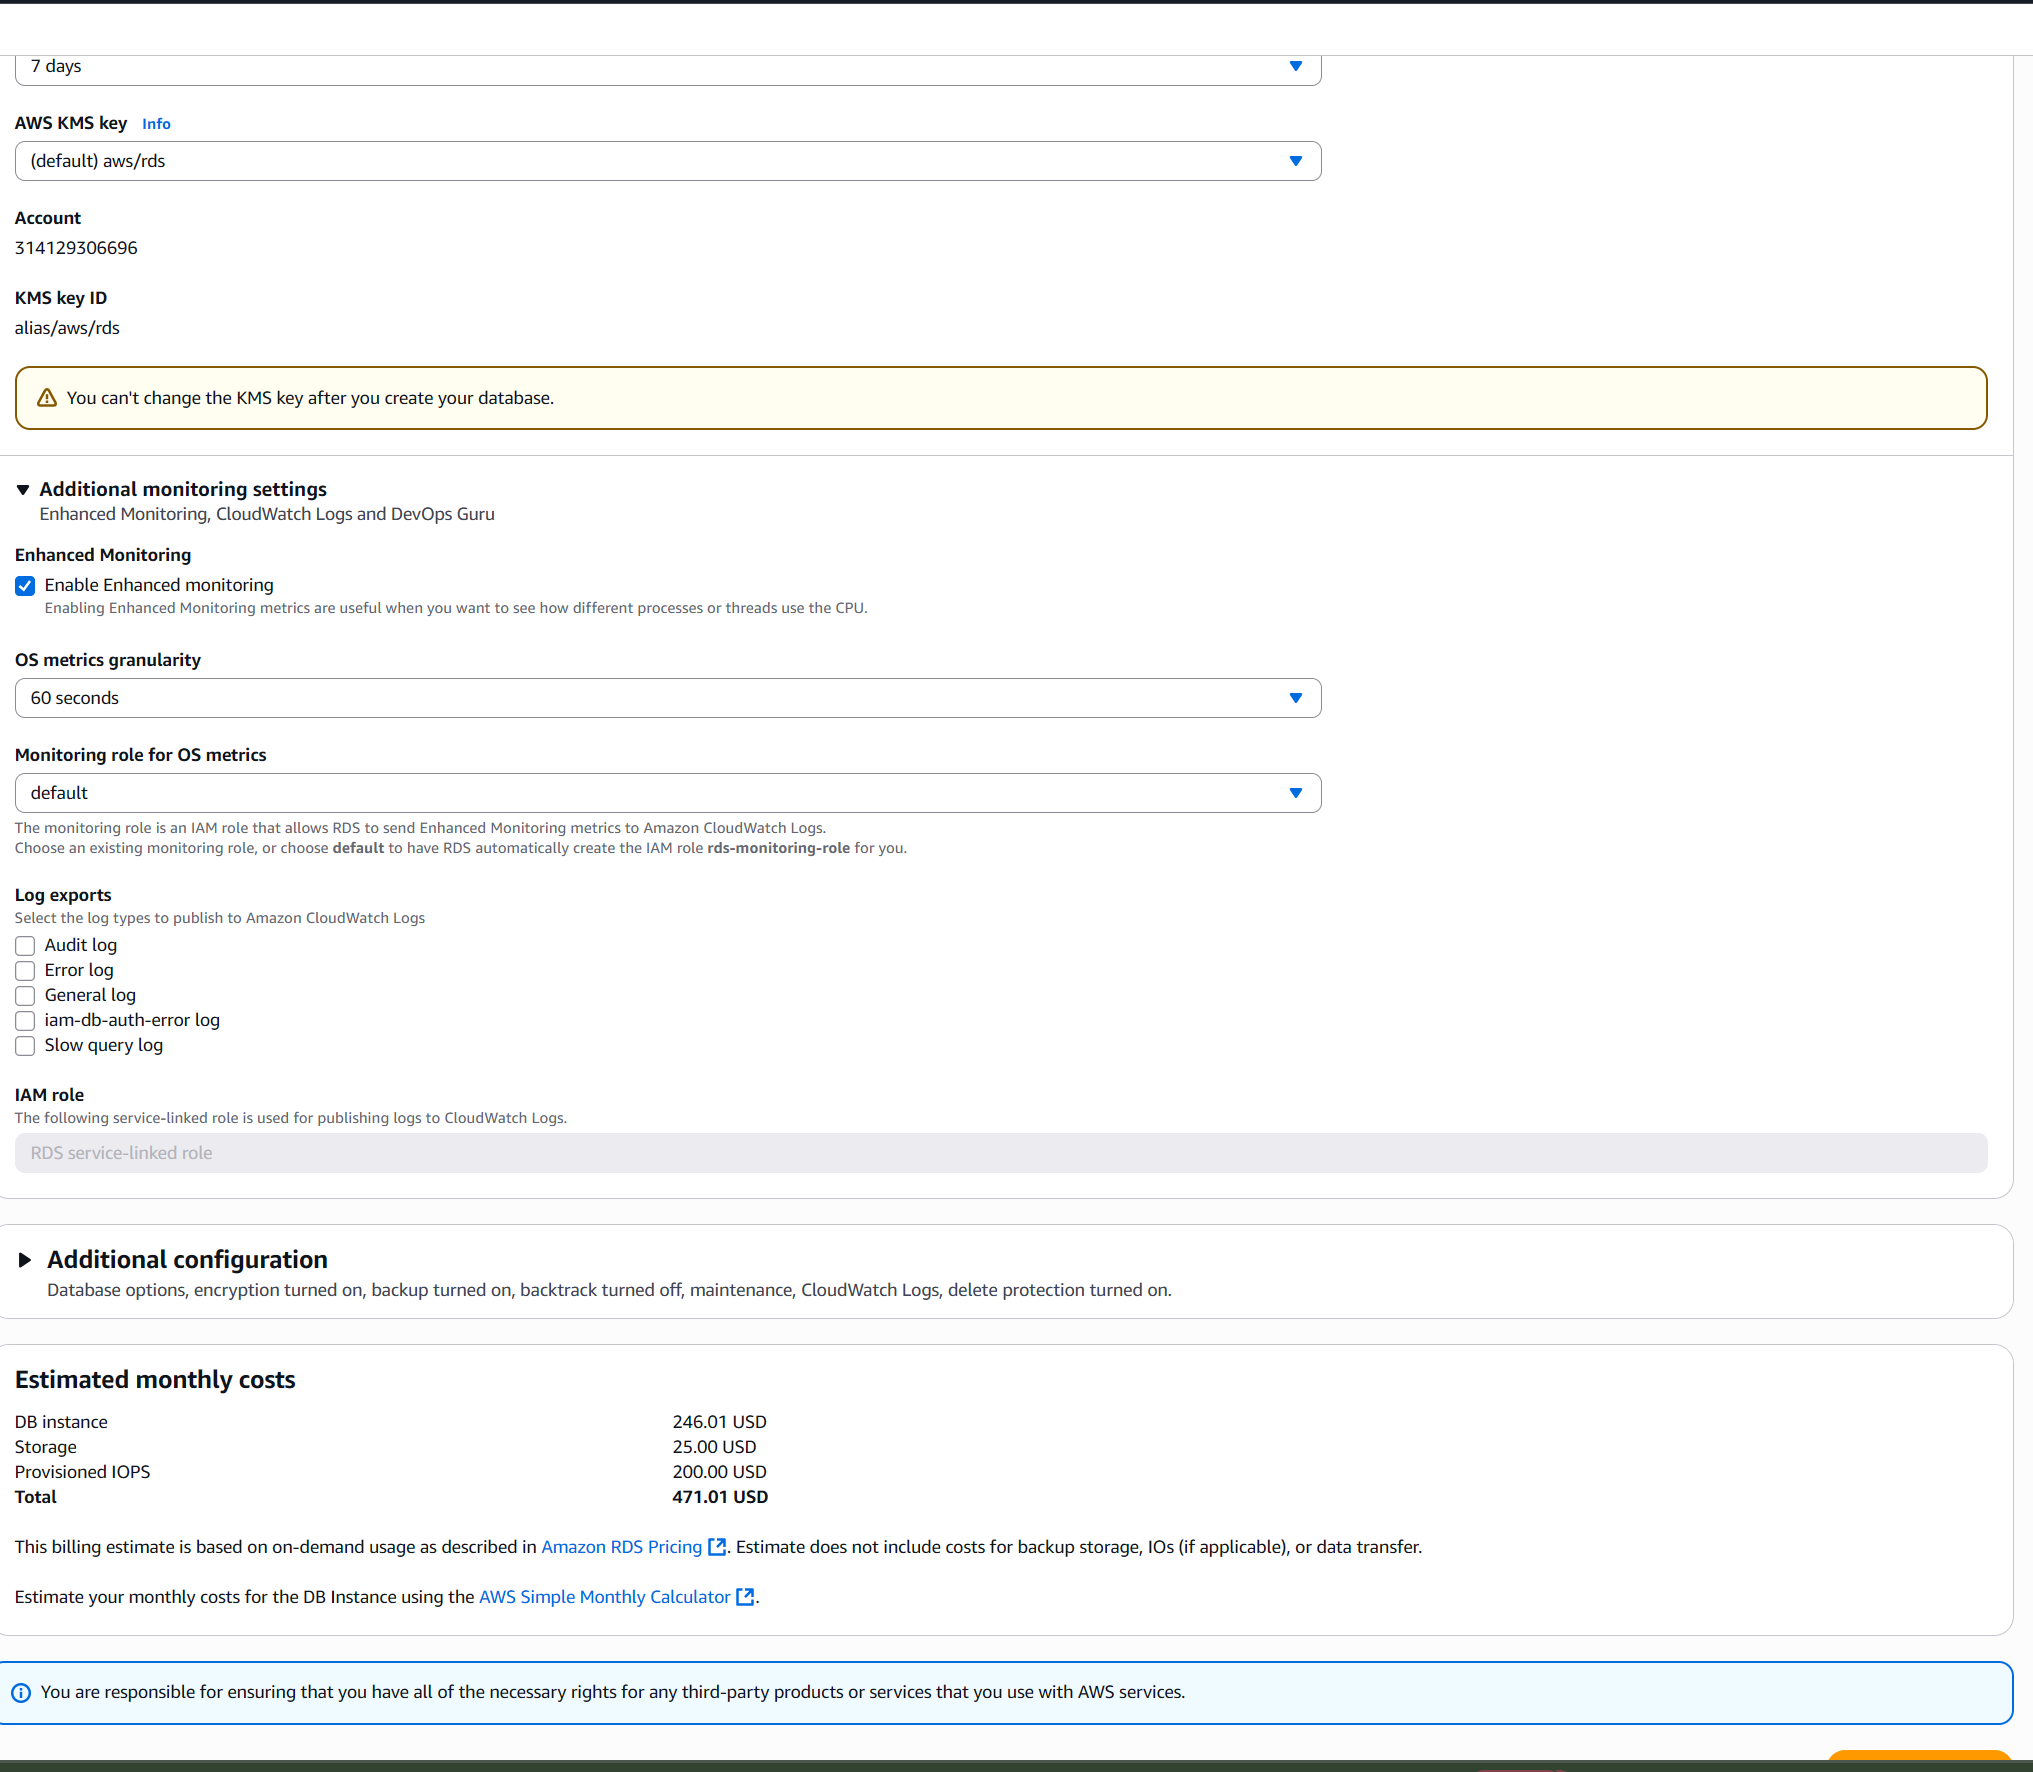 7 days
AWS KMS key Info
(default) aws/rds
Account
314129306696
KMS key ID
alias/aws/rds
You can't change the KMS key after you create your database.
Additional monitoring settings
Enhanced Monitoring, CloudWatch Logs and DevOps Guru
Enhanced Monitoring
Enable Enhanced monitoring
Enabling Enhanced Monitoring metrics are useful when you want to see how different processes or threads use the CPU.
OS metrics granularity
60 seconds
Monitoring role for OS metrics
default
The monitoring role is an IAM role that allows RDS to send Enhanced Monitoring metrics to Amazon CloudWatch Logs.
Choose an existing monitoring role, or choose default to have RDS automatically create the IAM role rds-monitoring-role for you.
Log exports
Select the log types to publish to Amazon CloudWatch Logs
Audit log
Error log
General log
iam-db-auth-error log
Slow query log
IAM role
The following service-linked role is used for publishing logs to CloudWatch Logs.
RDS service-linked role
Additional configuration
Database options, encryption turned on, backup turned on, backtrack turned off, maintenance, CloudWatch Logs, delete protection turned on.
Estimated monthly costs
DB instance 246.01 USD
Storage 25.00 USD
Provisioned IOPS 200.00 USD
Total 471.01 USD
This billing estimate is based on on-demand usage as described in Amazon RDS Pricing. Estimate does not include costs for backup storage, IOs (if applicable), or data transfer.
Estimate your monthly costs for the DB Instance using the AWS Simple Monthly Calculator.
You are responsible for ensuring that you have all of the necessary rights for any third-party products or services that you use with AWS services.